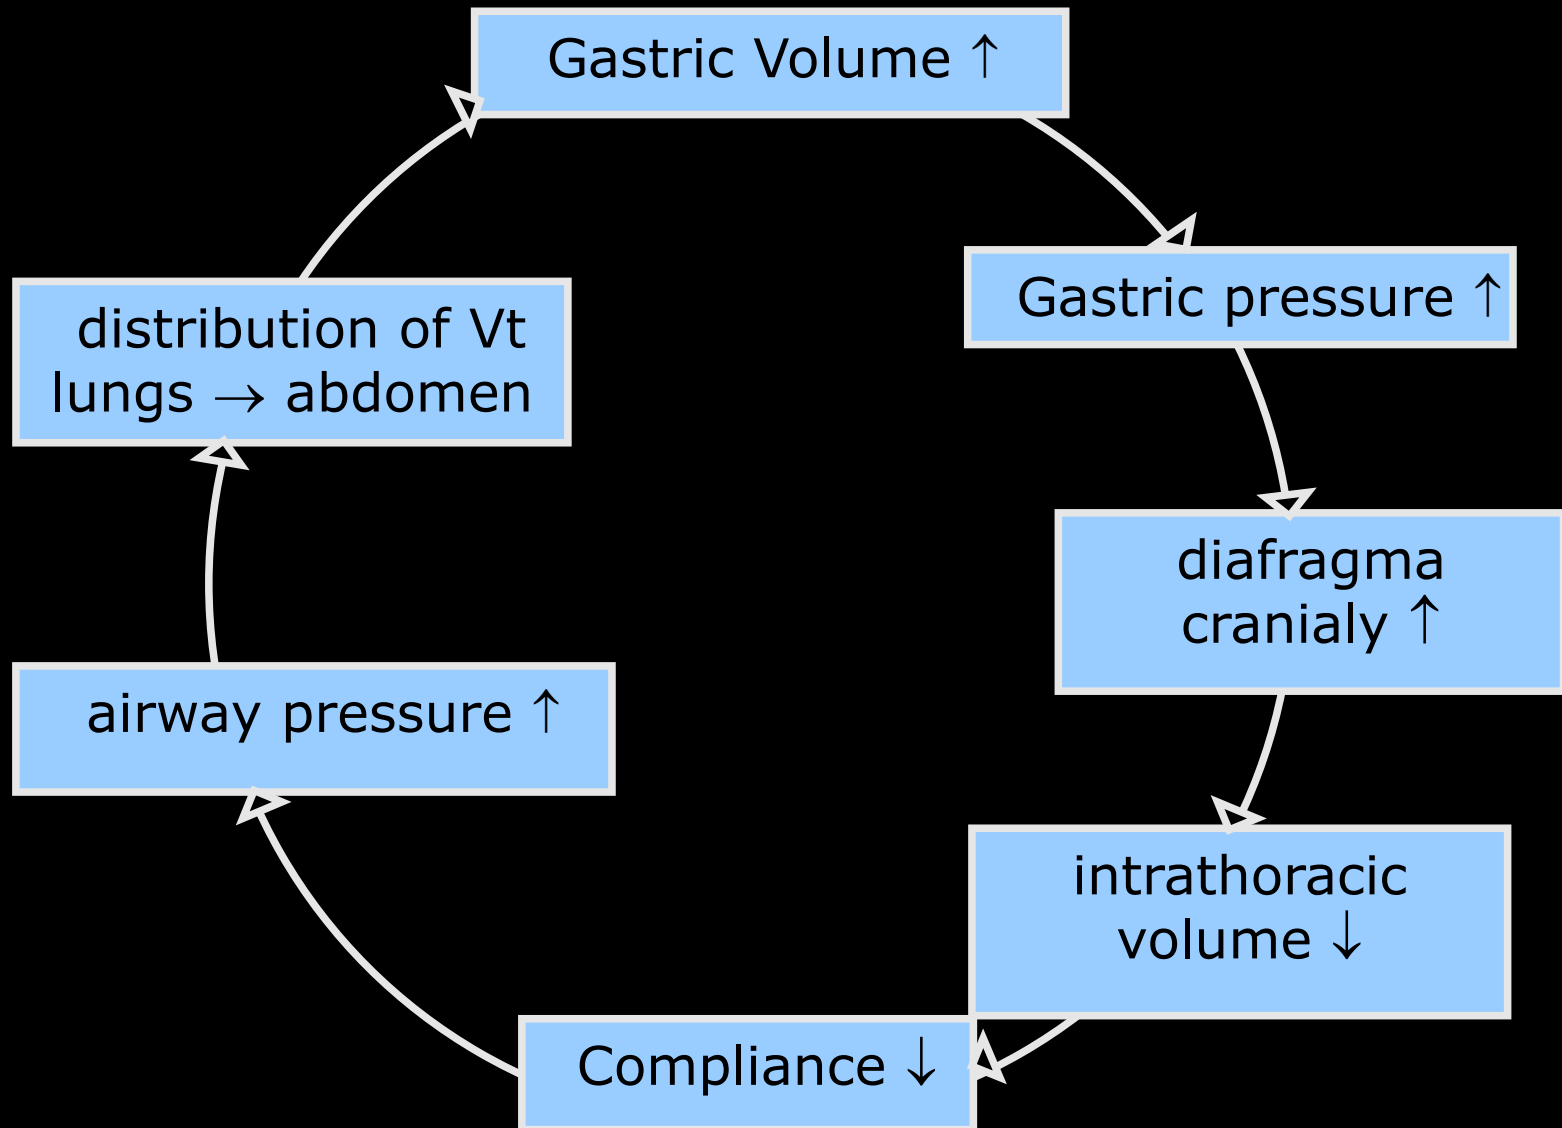 Gastric Volume ↑
Gastric pressure ↑
diafragma
cranialy ↑
intrathoracic
volume ↓
Compliance ↓
airway pressure ↑
distribution of Vt
lungs → abdomen